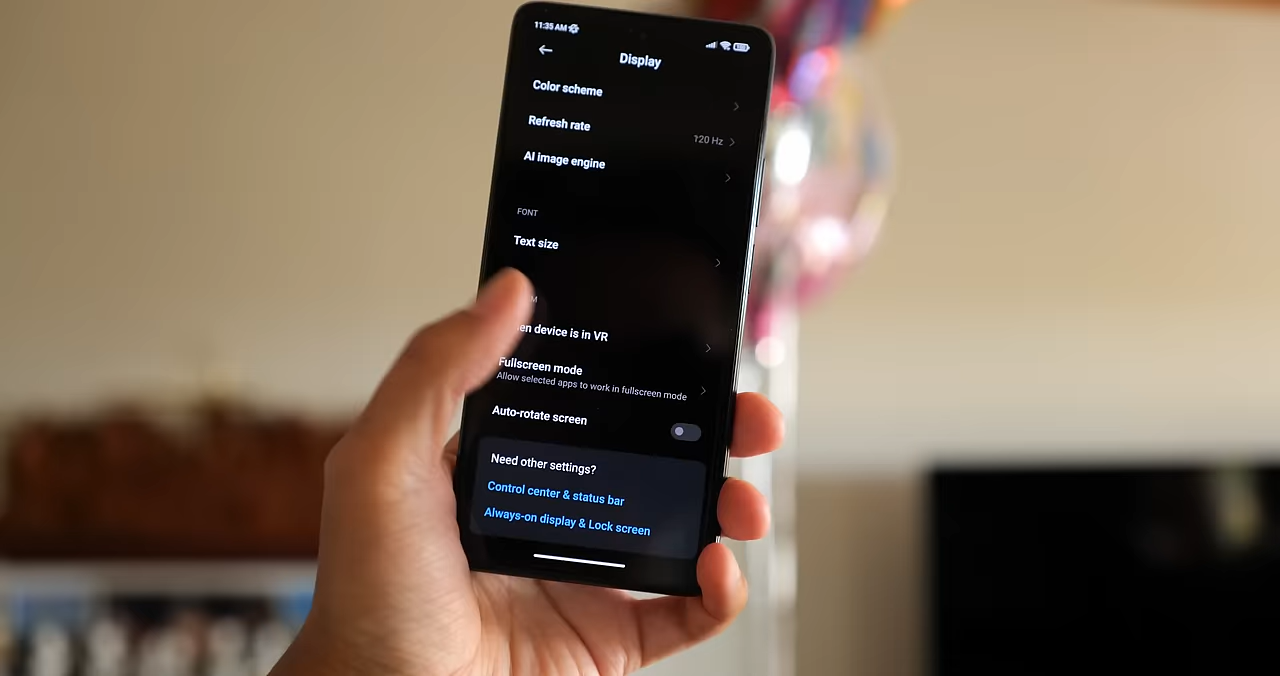 11:35 AM
Display
Color scheme
Refresh rate
120 Hz
AI image engine
FONT
Text size
device is in VR
Fullscreen mode
Allow selected apps to work in fullscreen mode
Auto-rotate screen
Need other settings?
Control center & status bar
Always-on display & Lock screen